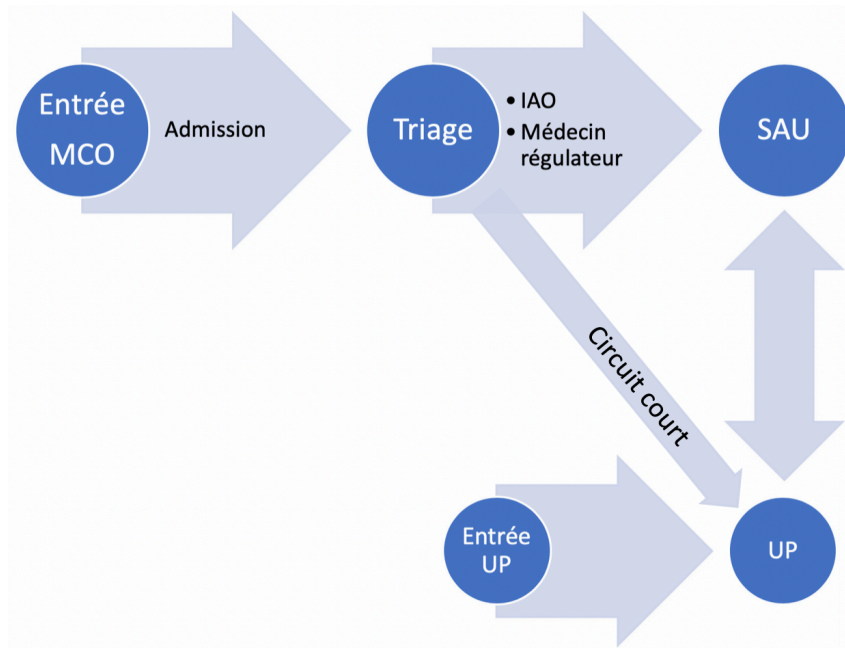 Entrée
MCO
Admission
Triage
• IAO
• Médecin
régulateur
SAU
Circuit court
Entrée
UP
UP